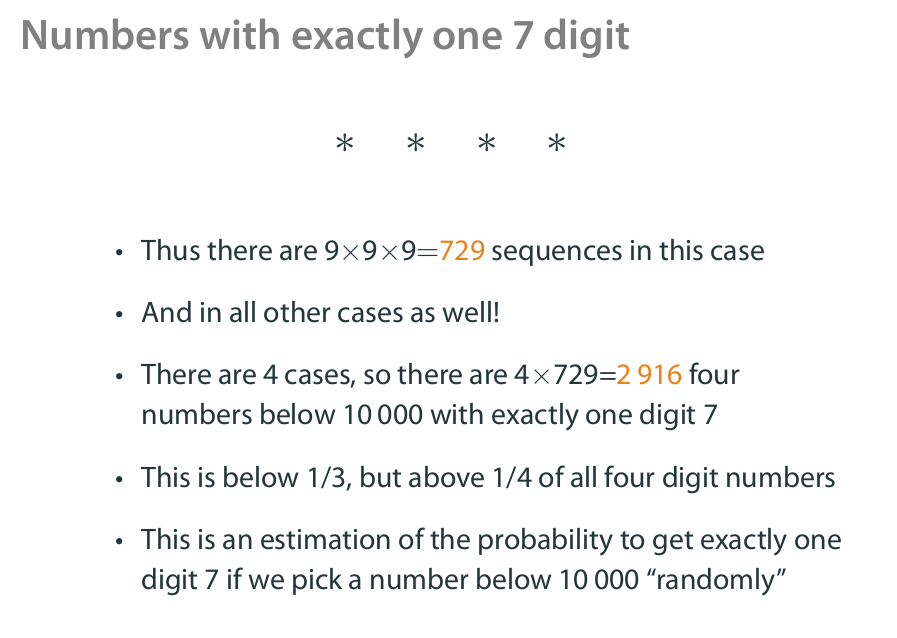 Numbers with exactly one 7 digit
* * * *
• Thus there are 9×9×9=729 sequences in this case
• And in all other cases as well!
• There are 4 cases, so there are 4×729=2 916 four
numbers below 10 000 with exactly one digit 7
• This is below 1/3, but above 1/4 of all four digit numbers
• This is an estimation of the probability to get exactly one
digit 7 if we pick a number below 10 000 “randomly”